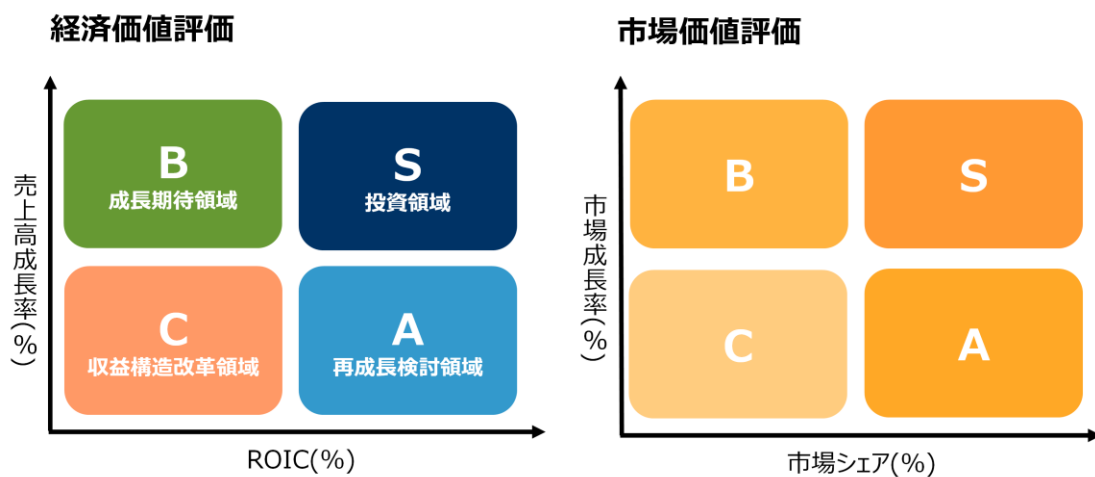 経済価値評価
売上高成長率(%)
B
成長期待領域
S
投資領域
C
収益構造改革領域
A
再成長検討領域
ROIC(%)
市場価値評価
市場成長率(%)
B
S
C
A
市場シェア(%)